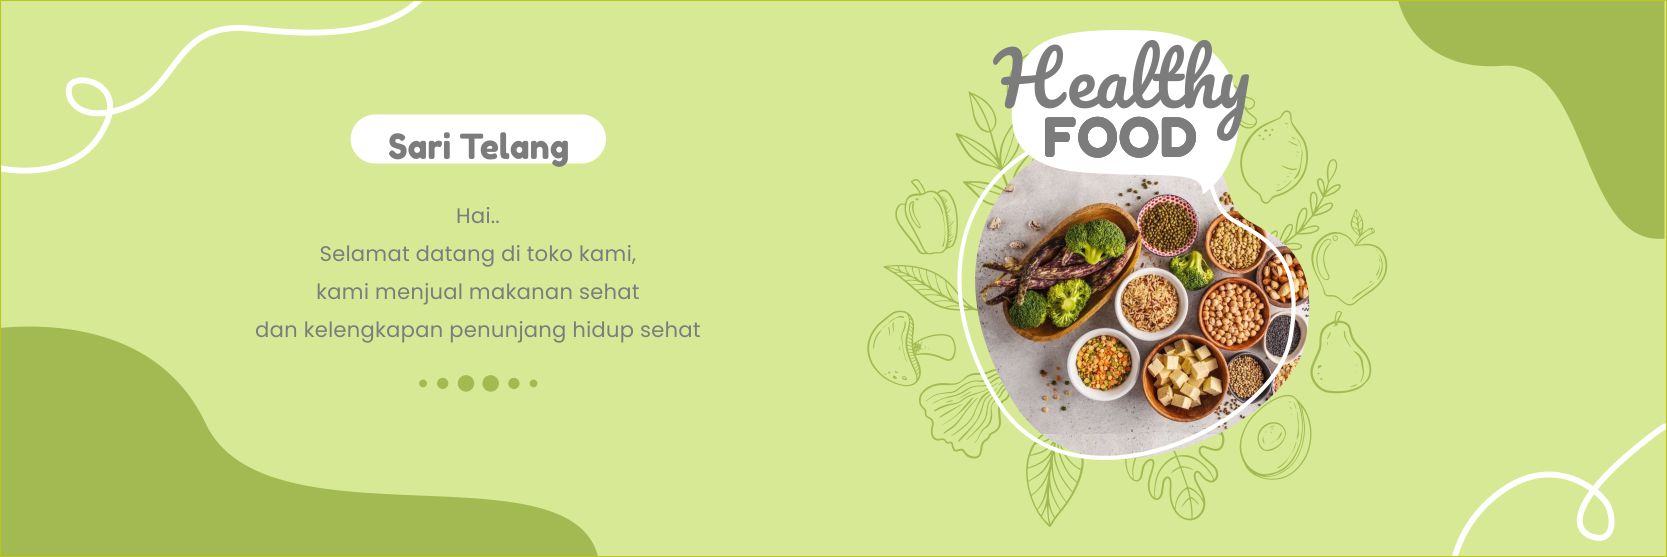 Sari Telang
Hai..
Selamat datang di toko kami,
kami menjual makanan sehat
dan kelengkapan penunjang hidup sehat
Healthy
FOOD